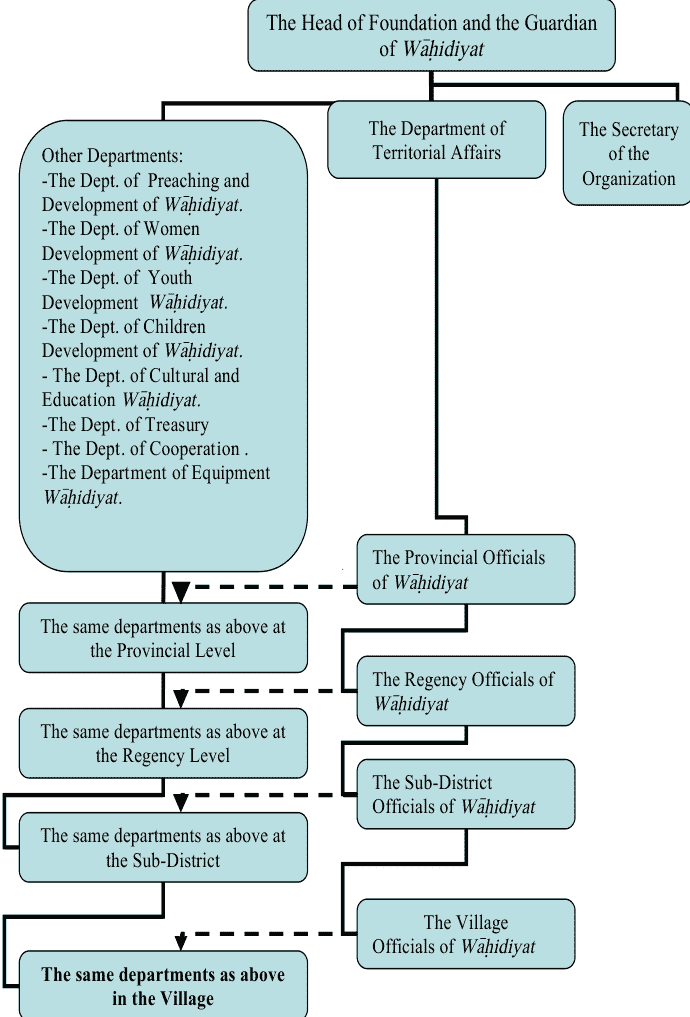 The Head of Foundation and the Guardian
of Wāḥidiyat
The Department of
Territorial Affairs
The Secretary
of the
Organization
Other Departments:
-The Dept. of Preaching and
Development of Wāḥidiyat.
-The Dept. of Women
Development of Wāḥidiyat.
-The Dept. of Youth
Development Wāḥidiyat.
-The Dept. of Children
Development of Wāḥidiyat.
- The Dept. of Cultural and
Education Wāḥidiyat.
-The Dept. of Treasury
- The Dept. of Cooperation .
-The Department of Equipment
Wāḥidiyat.
The Provincial Officials
of Wāḥidiyat
The same departments as above at
the Provincial Level
The Regency Officials of
Wāḥidiyat
The same departments as above at
the Regency Level
The Sub-District
Officials of Wāḥidiyat
The same departments as above at
the Sub-District
The Village
Officials of Wāḥidiyat
The same departments as above
in the Village